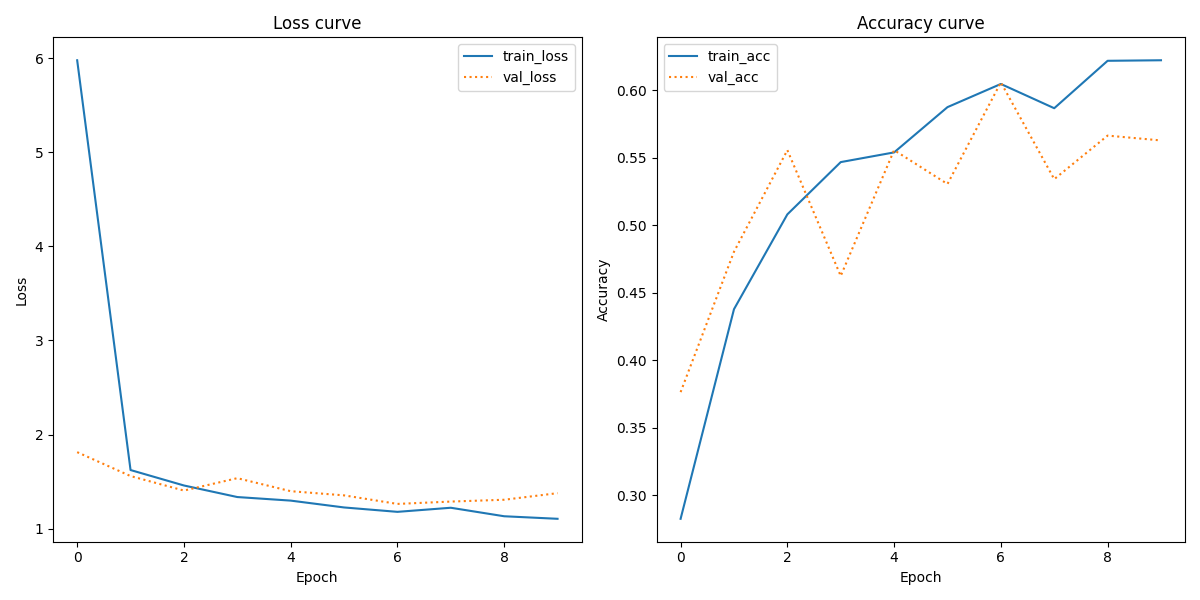 Loss curve
train_loss
val_loss
6
5
4
3
2
1
Loss
0 2 4 6 8
Epoch
Accuracy curve
train_acc
val_acc
0.60
0.55
0.50
0.45
0.40
0.35
0.30
Accuracy
0 2 4 6 8
Epoch